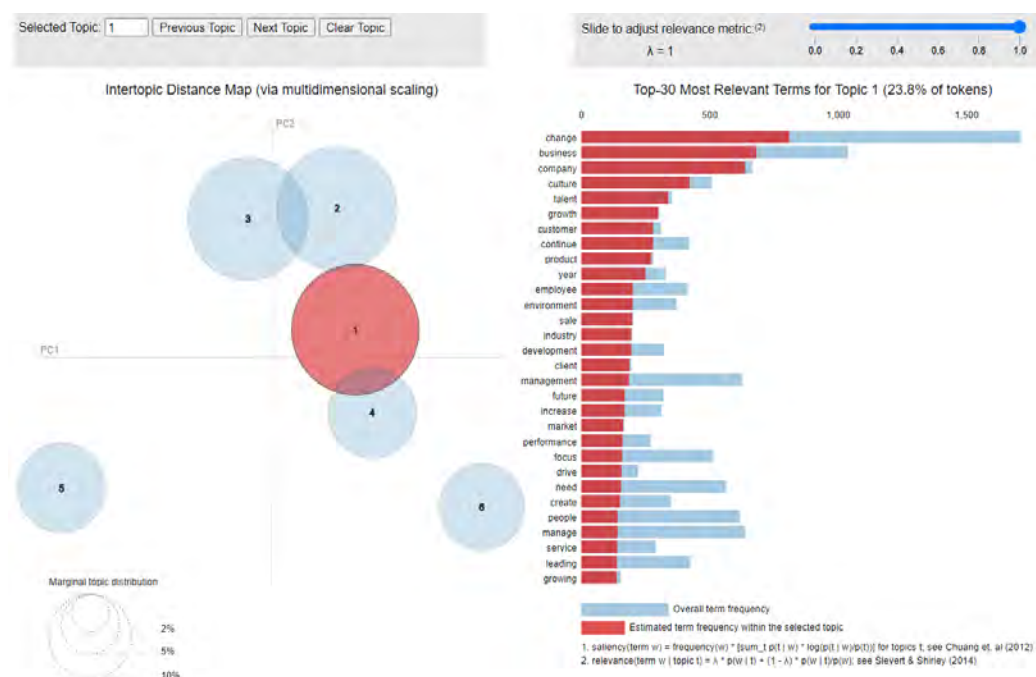 Selected Topic: 1 Previous Topic Next Topic Clear Topic
Slide to adjust relevance metric:(2)
λ = 1
0.0 0.2 0.4 0.6 0.8 1.0
Intertopic Distance Map (via multidimensional scaling)
PC2
PC1
3
2
1
4
5
6
Marginal topic distribution
2%
5%
10%
Top-30 Most Relevant Terms for Topic 1 (23.8% of tokens)
0 500 1,000 1,500
change
business
company
culture
talent
growth
customer
continue
product
year
employee
environment
sale
industry
development
client
management
future
increase
market
performance
focus
drive
need
create
people
manage
service
leading
growing
Overall term frequency
Estimated term frequency within the selected topic
1. saliency(term w) = frequency(w) * [sum_t p(t | w) * log(p(t | w)/p(t))] for topics t; see Chuang et. al (2012)
2. relevance(term w | topic t) = λ * p(w | t) + (1 - λ) * p(w | t)/p(w); see Sievert & Shirley (2014)